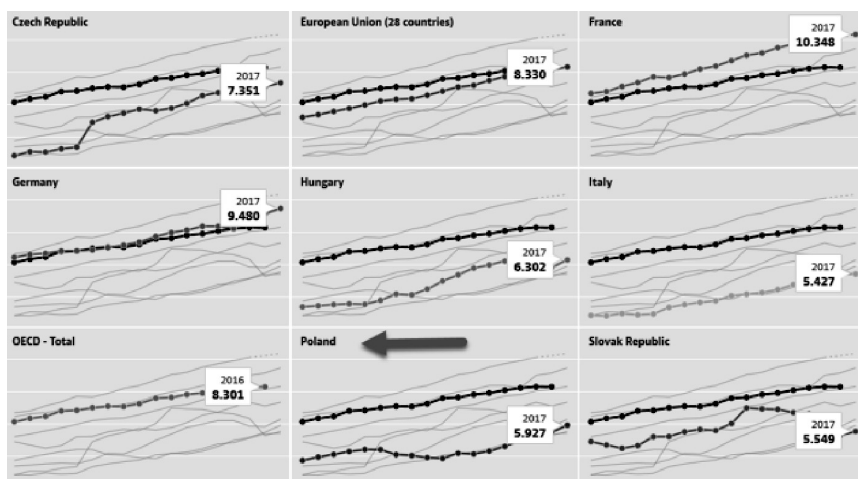 Czech Republic
2017
7.351
European Union (28 countries)
2017
8.330
France
2017
10.348
Germany
2017
9.480
Hungary
2017
6.302
Italy
2017
5.427
OECD - Total
2016
8.301
Poland
2017
5.927
Slovak Republic
2017
5.549